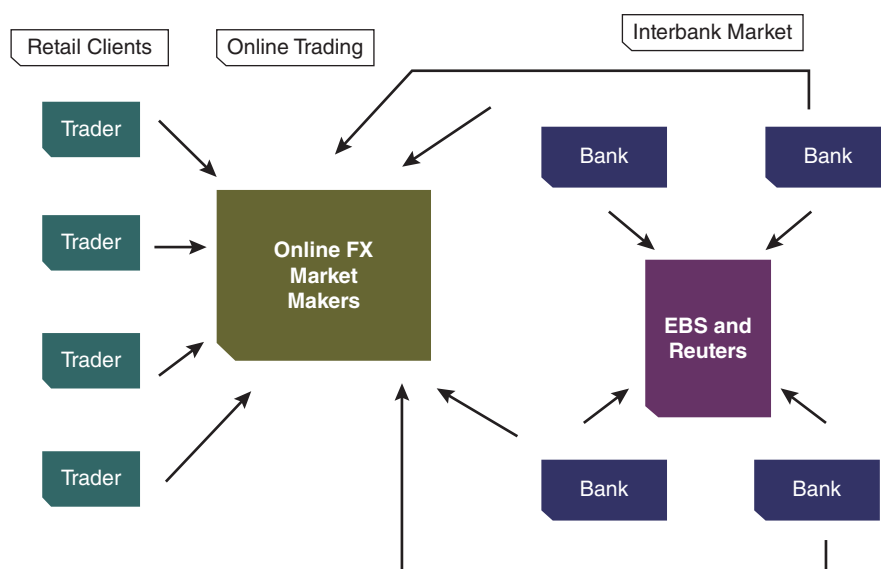 Retail Clients
Online Trading
Interbank Market
Trader
Bank
Bank
Trader
Online FX
Market
Makers
EBS and
Reuters
Trader
Trader
Bank
Bank